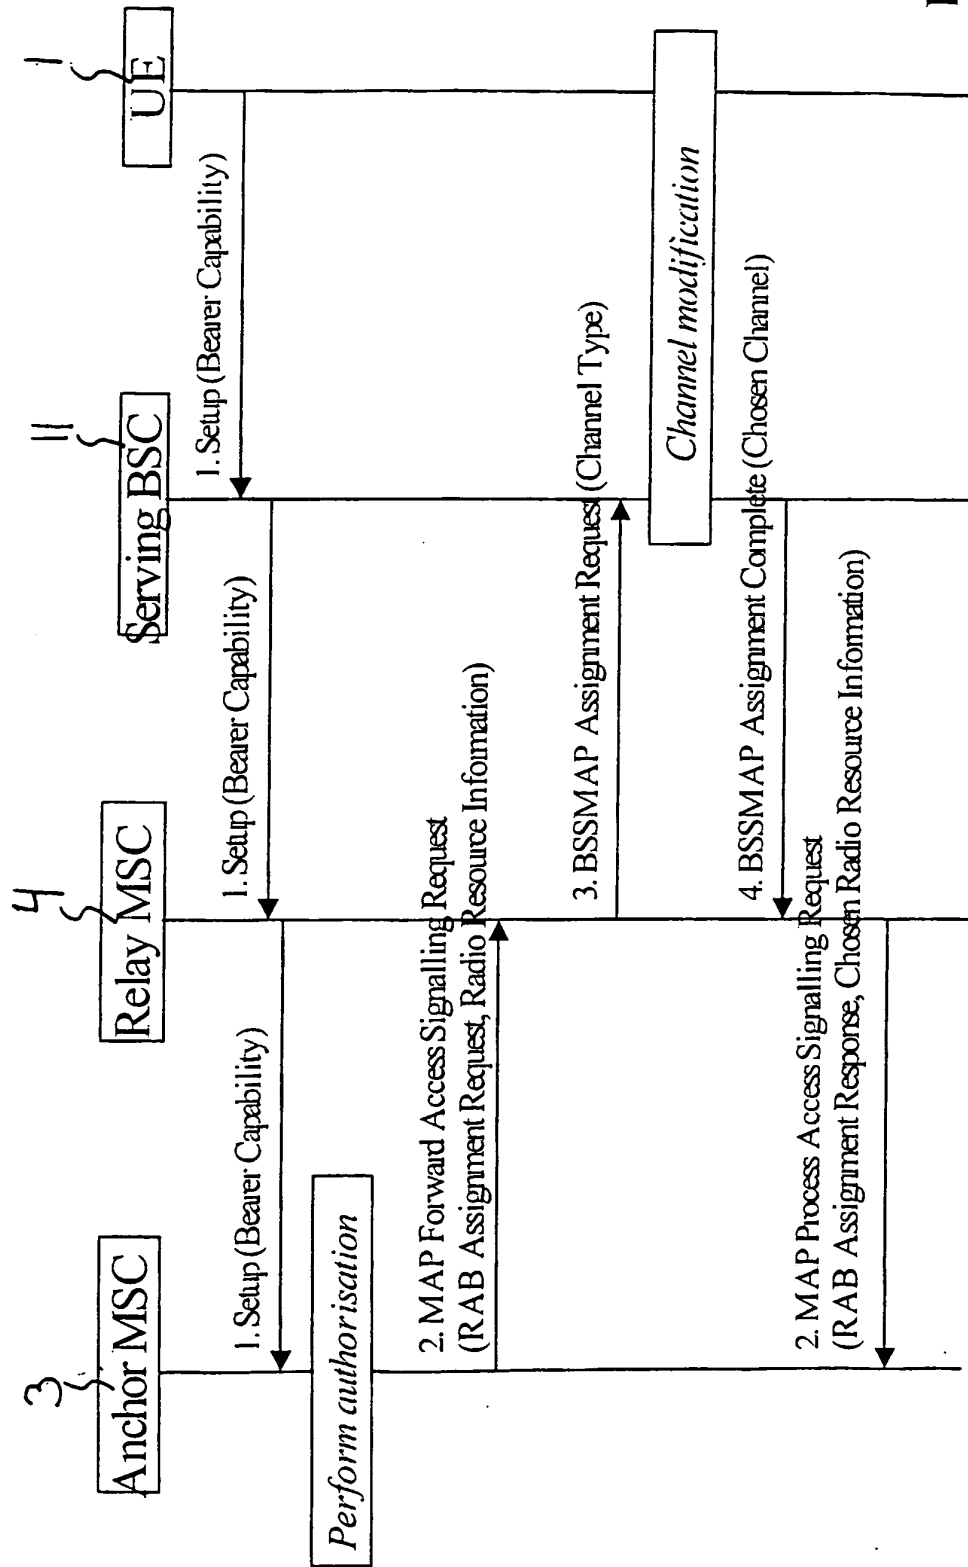 3
4
11
1
Anchor MSC
Relay MSC
Serving BSC
UE
1. Setup (Bearer Capability)
1. Setup (Bearer Capability)
1. Setup (Bearer Capability)
Perform authorisation
2. MAP Forward Access Signalling Request
(RAB Assignment Request, Radio Resource Information)
3. BSSMAP Assignment Request (Channel Type)
Channel modification
4. BSSMAP Assignment Complete (Chosen Channel)
2. MAP Process Access Signalling Request
(RAB Assignment Response, Chosen Radio Resource Information)